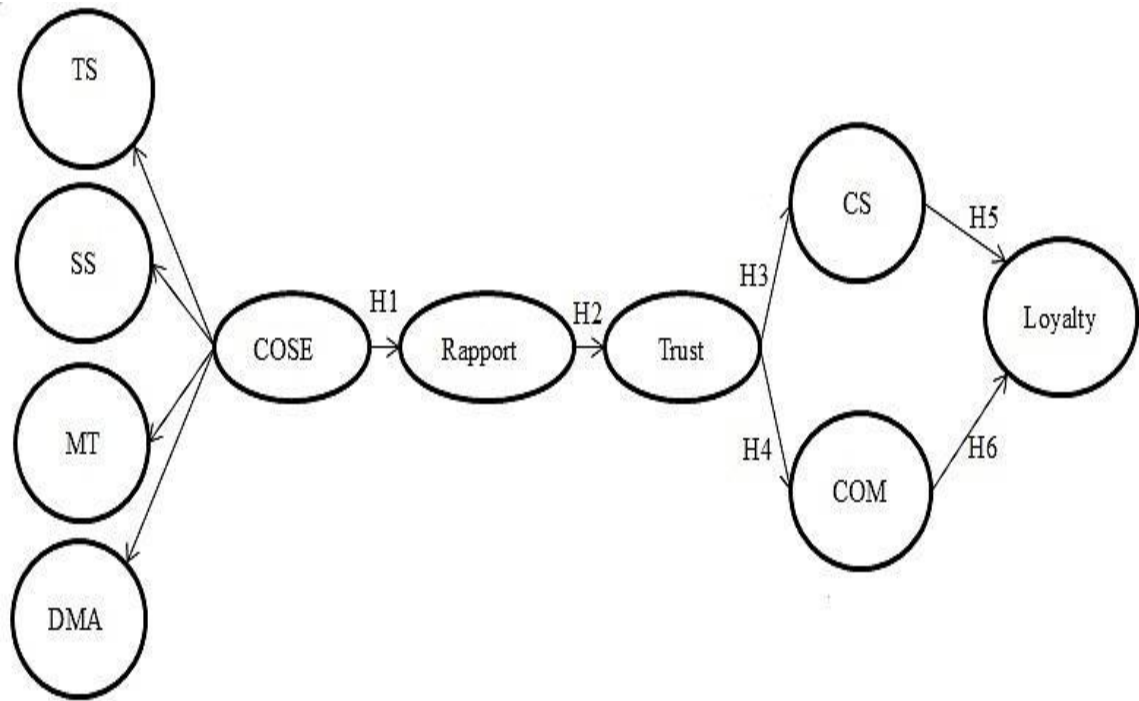 TS
SS
MT
DMA
COSE
H1
Rapport
H2
Trust
H3
H4
CS
COM
H5
H6
Loyalty